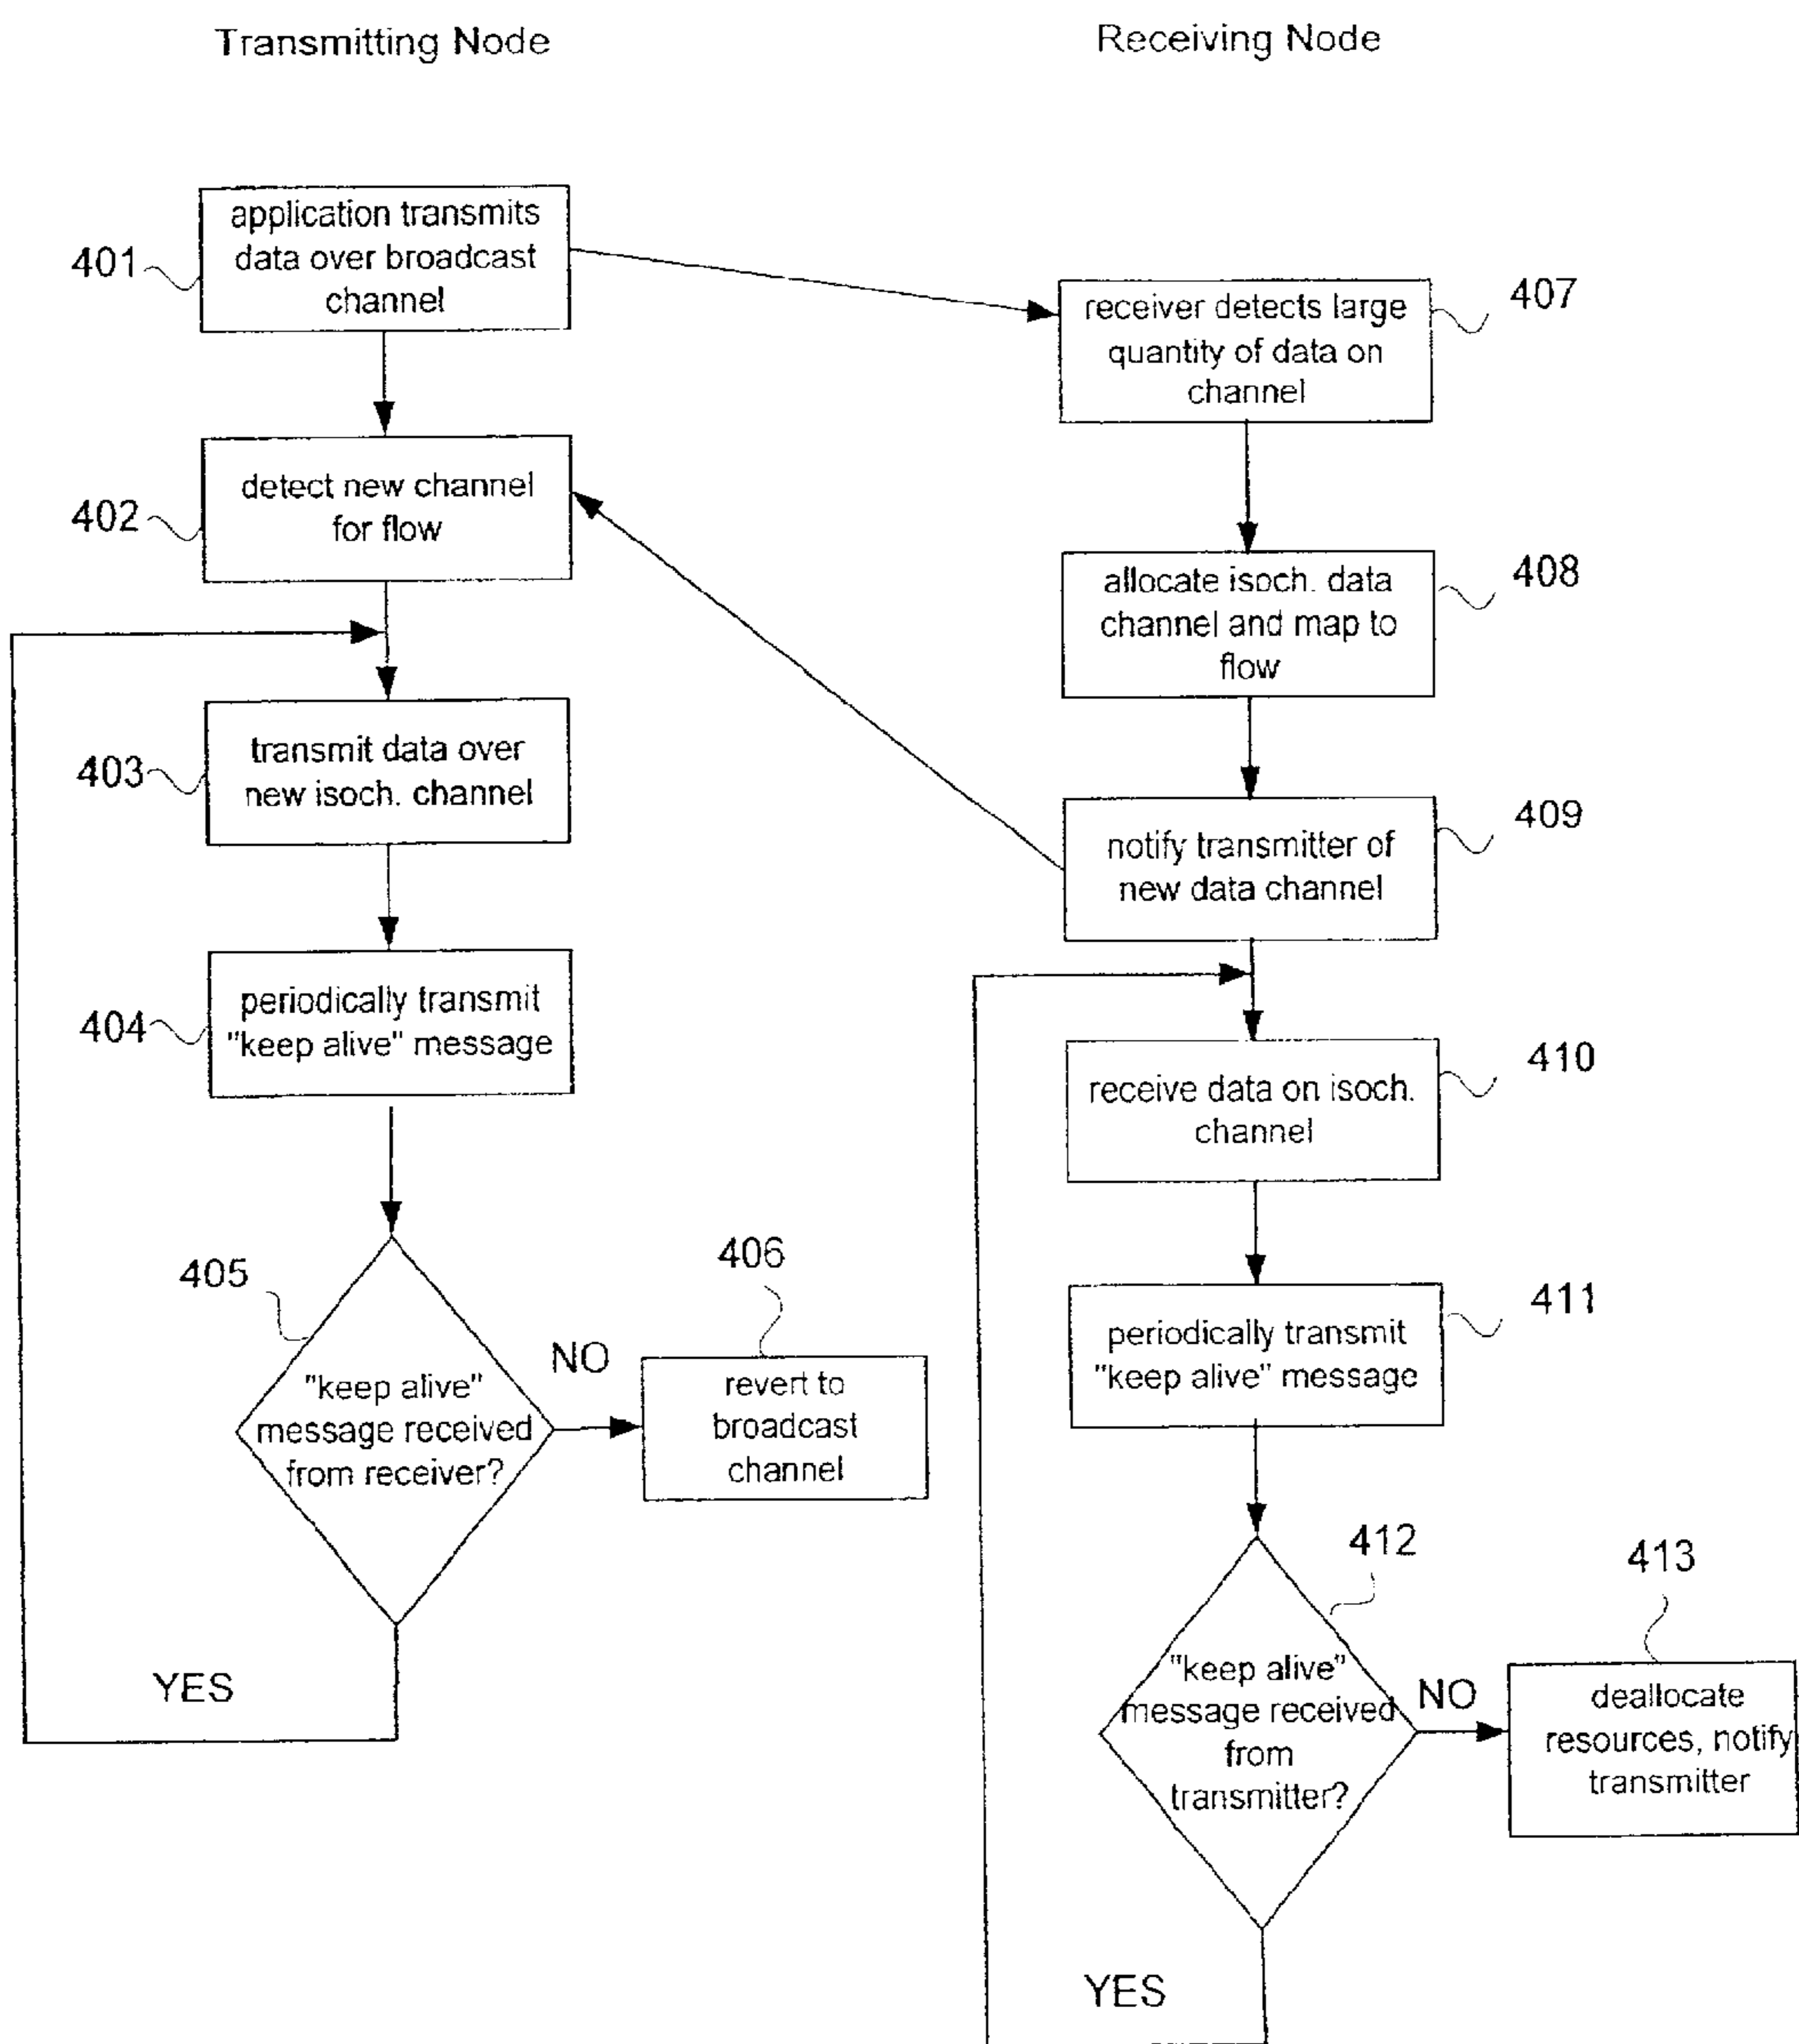 Transmitting Node
Receiving Node
401
application transmits
data over broadcast
channel
407
receiver detects large
quantity of data on
channel
402
detect new channel
for flow
408
allocate isoch. data
channel and map to
flow
403
transmit data over
new isoch. channel
409
notify transmitter of
new data channel
404
periodically transmit
"keep alive" message
410
receive data on isoch.
channel
405
"keep alive"
message received
from receiver?
NO
406
revert to
broadcast
channel
YES
411
periodically transmit
"keep alive" message
412
"keep alive"
message received
from
transmitter?
NO
413
deallocate
resources, notify
transmitter
YES